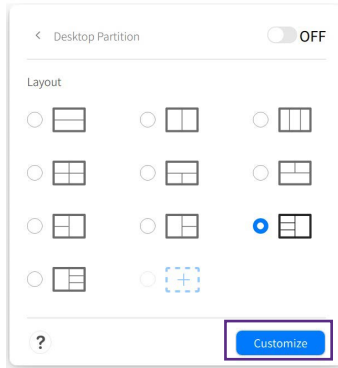 < Desktop Partition OFF
Layout
+
? Customize